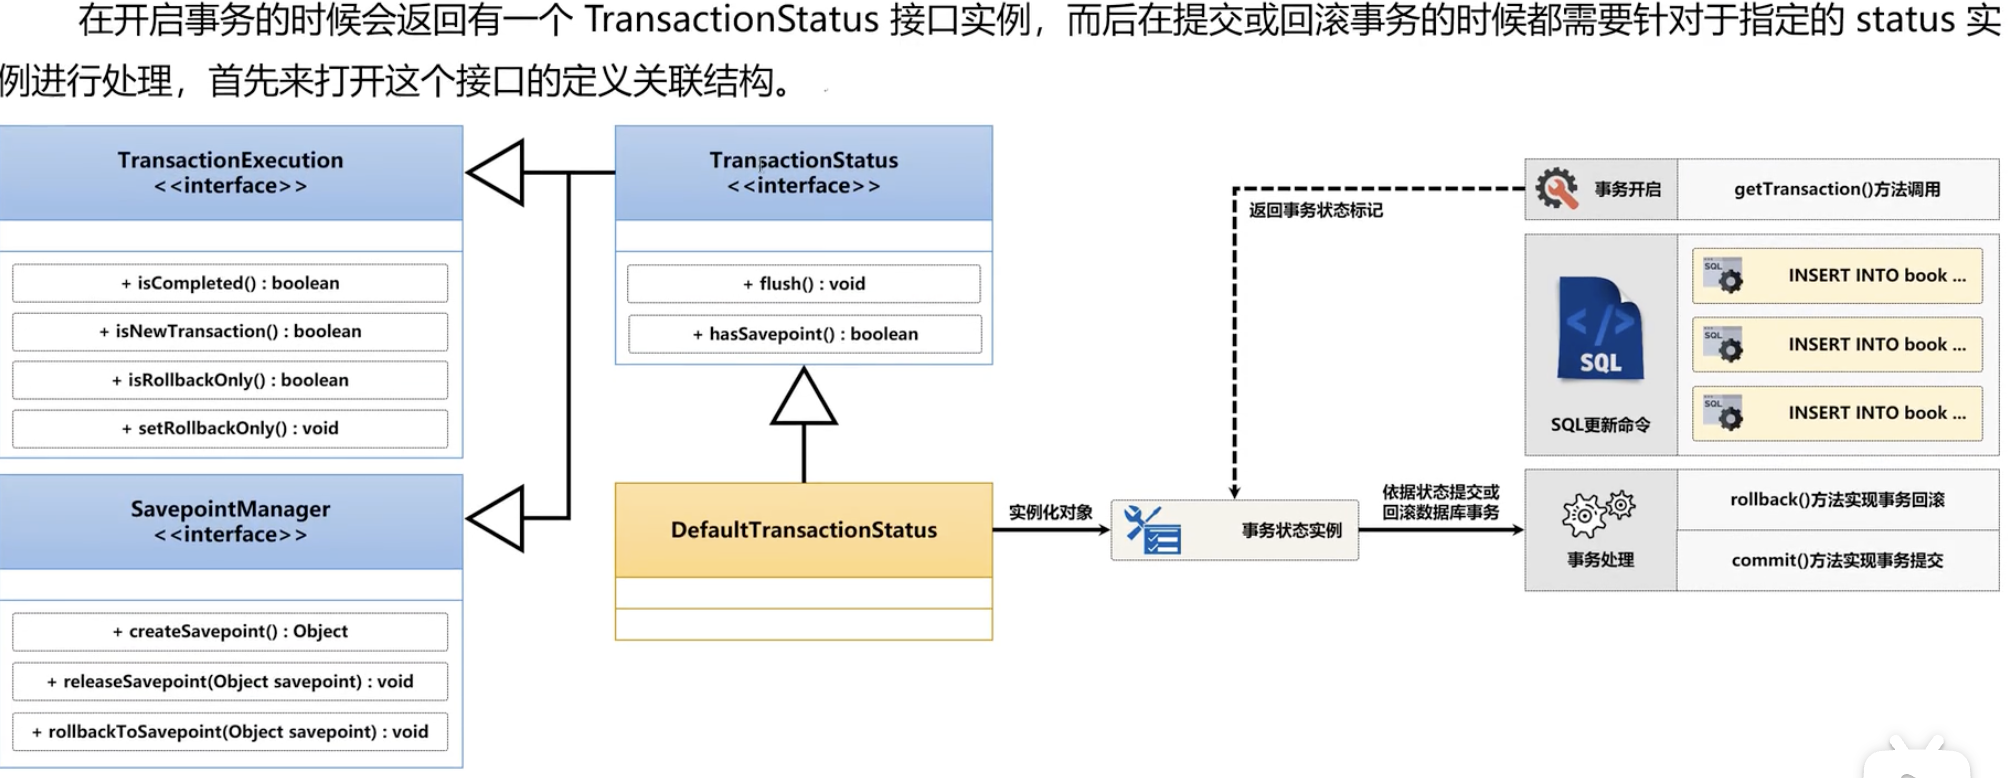 在开启事务的时候会返回有一个 TransactionStatus 接口实例，而后在提交或回滚事务的时候都需要针对于指定的 status 实
例进行处理，首先来打开这个接口的定义关联结构。
TransactionExecution
<<interface>>
+ isCompleted() : boolean
+ isNewTransaction() : boolean
+ isRollbackOnly() : boolean
+ setRollbackOnly() : void
SavepointManager
<<interface>>
+ createSavepoint() : Object
+ releaseSavepoint(Object savepoint) : void
+ rollbackToSavepoint(Object savepoint) : void
TransactionStatus
<<interface>>
+ flush() : void
+ hasSavepoint() : boolean
DefaultTransactionStatus
实例化对象
事务状态实例
返回事务状态标记
依据状态提交或
回滚数据库事务
事务开启
getTransaction()方法调用
</>
SQL
SQL更新命令
SQL
INSERT INTO book ...
SQL
INSERT INTO book ...
SQL
INSERT INTO book ...
事务处理
rollback()方法实现事务回滚
commit()方法实现事务提交